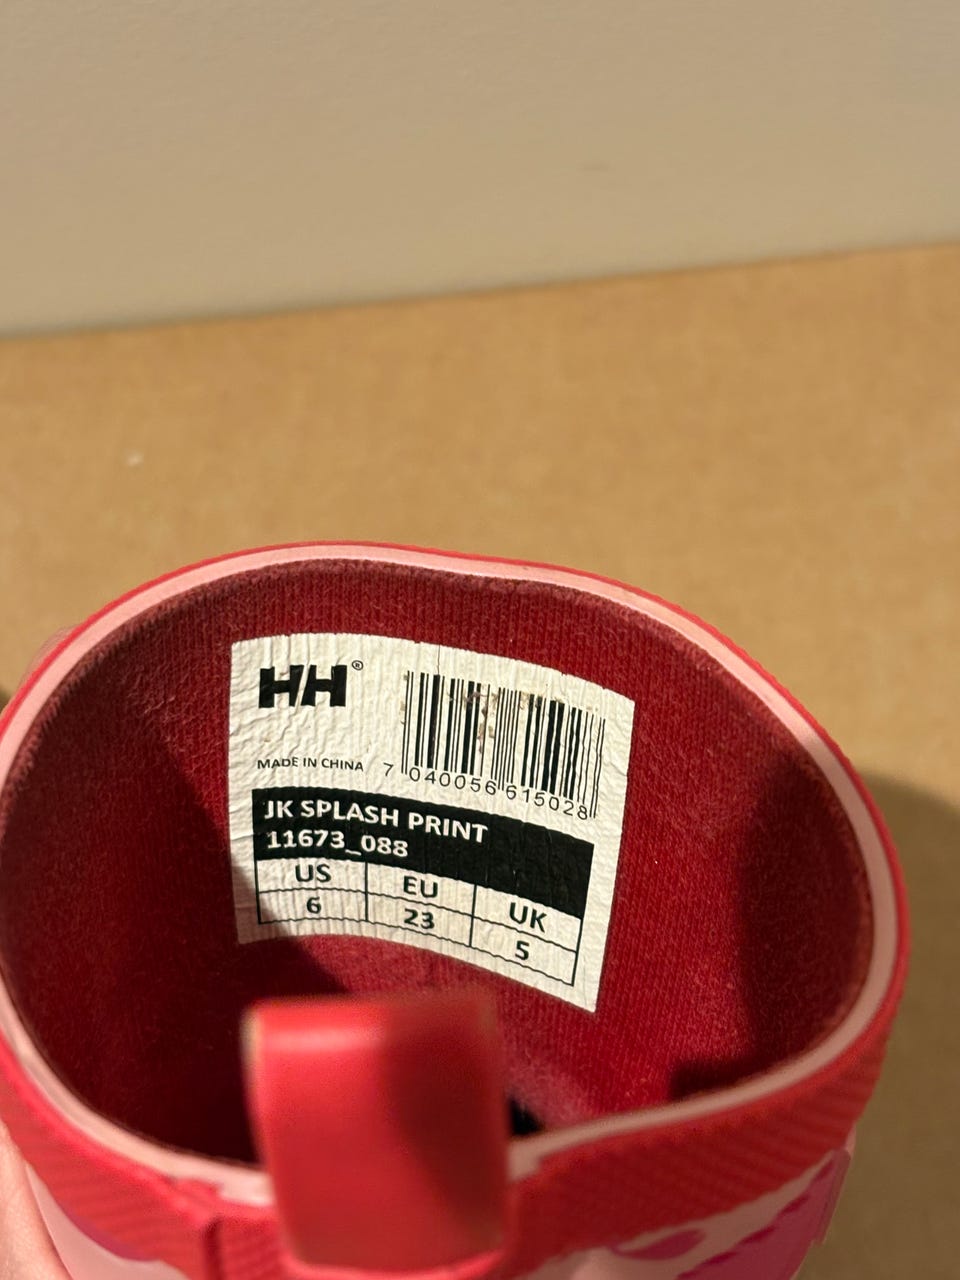 HH®
MADE IN CHINA
7 040056 615028
JK SPLASH PRINT
11673_088
US EU UK
6 23 5